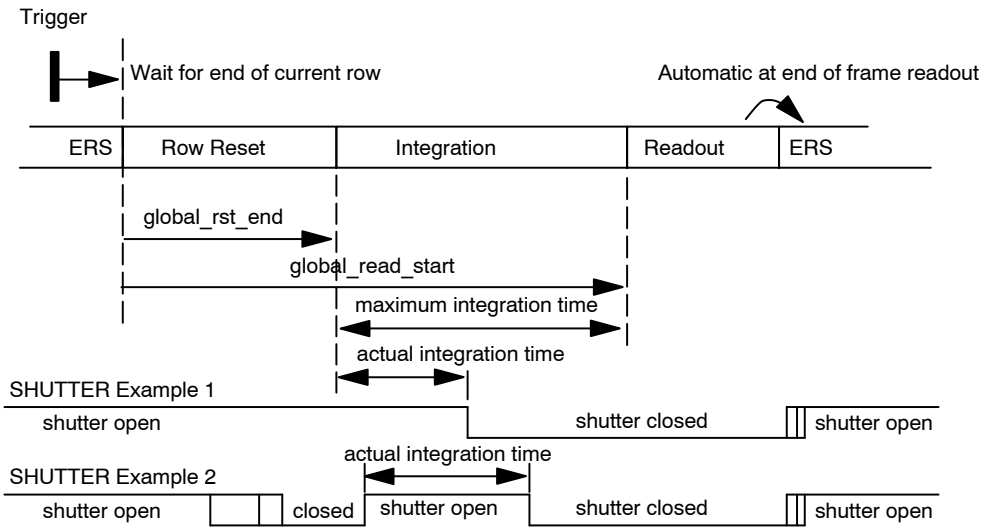 Trigger
Wait for end of current row
Automatic at end of frame readout
ERS Row Reset Integration Readout ERS
global_rst_end
global_read_start
maximum integration time
actual integration time
SHUTTER Example 1
shutter open shutter closed shutter open
actual integration time
SHUTTER Example 2
shutter open closed shutter open shutter closed shutter open